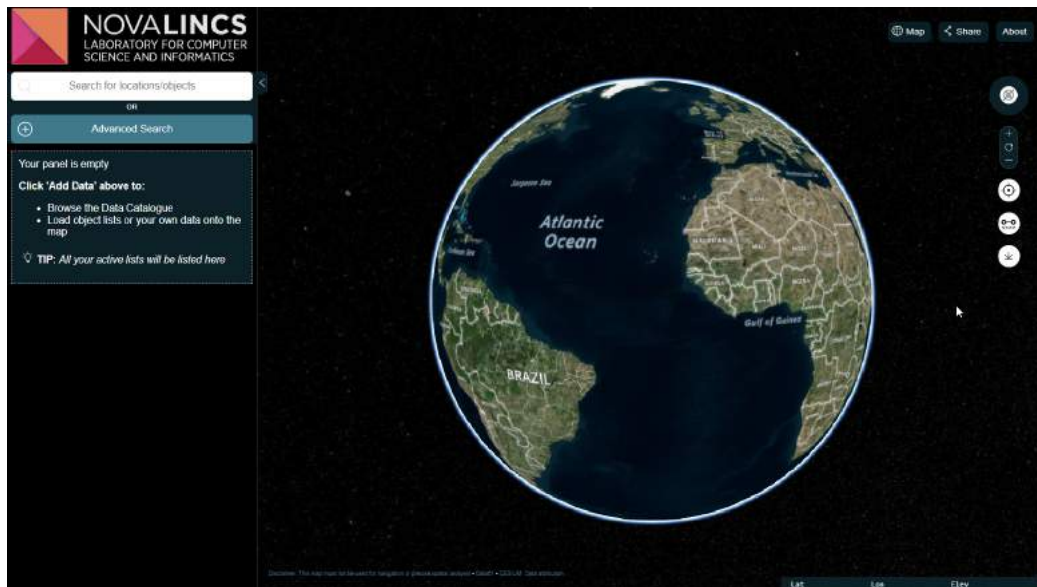 NOVALINCS
LABORATORY FOR COMPUTER
SCIENCE AND INFORMATICS
Map
Share
About
Search for locations/objects
OR
Advanced Search
Your panel is empty
Click 'Add Data' above to:
Browse the Data Catalogue
Load object lists or your own data onto the
map
TIP: All your active lists will be listed here
Sargasso Sea
Atlantic
Ocean
MAURITANIA
MALI
Gulf of Guinea
BRAZIL
Lat Lon Elev